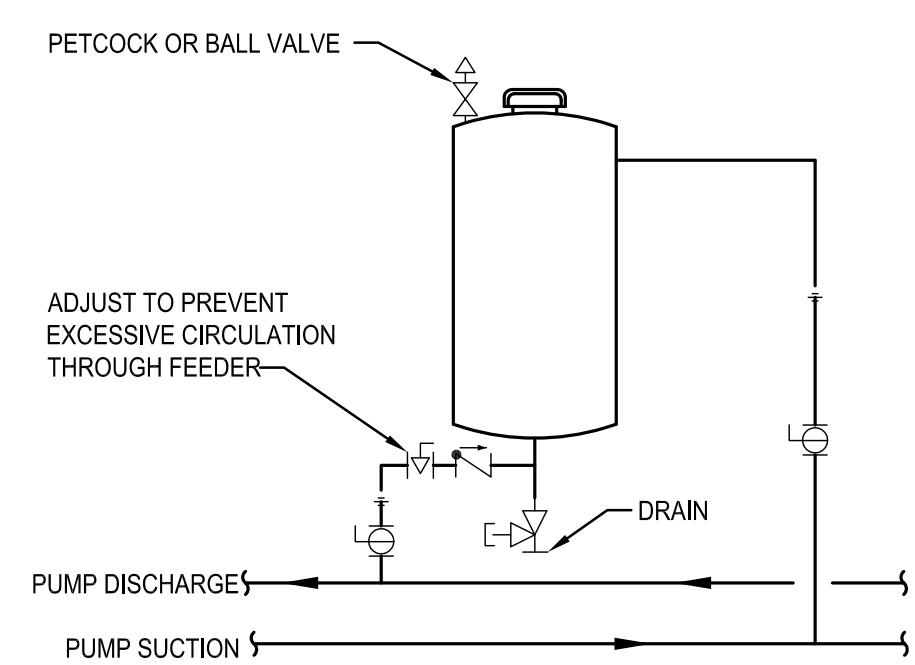 PETCOCK OR BALL VALVE
ADJUST TO PREVENT
EXCESSIVE CIRCULATION
THROUGH FEEDER
DRAIN
PUMP DISCHARGE
PUMP SUCTION